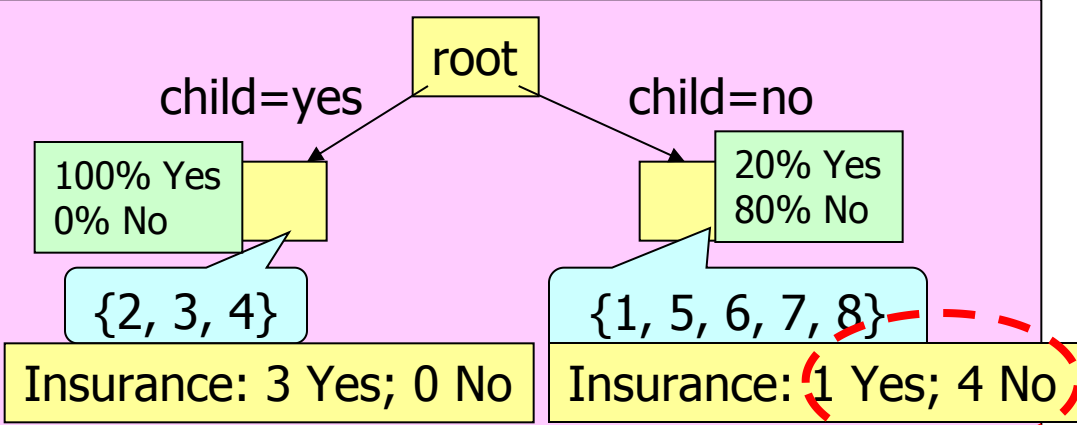 root
child=yes
child=no
100% Yes
0% No
20% Yes
80% No
{2, 3, 4}
{1, 5, 6, 7, 8}
Insurance: 3 Yes; 0 No
Insurance: 1 Yes; 4 No